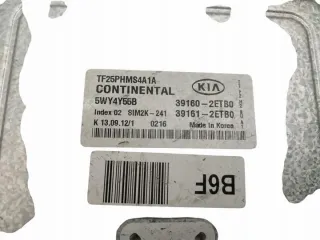 TF25PHMS4A1A
CONTINENTAL KIA
5WY4Y55B 39160-2ETB0
Index:02 SIM2K-241 39161-2ETB0
K 13.09.12/1 0216 Made in Korea
B6F